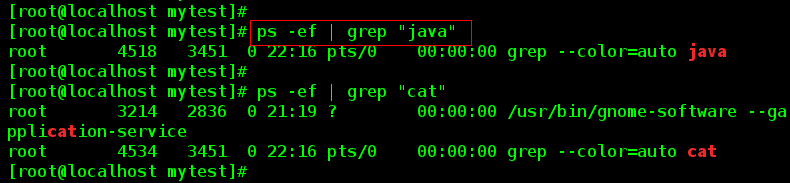 [root@localhost mytest]#
[root@localhost mytest]# ps -ef | grep "java"
root      4518   3451  0 22:16 pts/0    00:00:00 grep --color=auto java
[root@localhost mytest]#
[root@localhost mytest]# ps -ef | grep "cat"
root      3214   2836  0 21:19 ?        00:00:00 /usr/bin/gnome-software --ga
pplication-service
root      4534   3451  0 22:16 pts/0    00:00:00 grep --color=auto cat
[root@localhost mytest]#